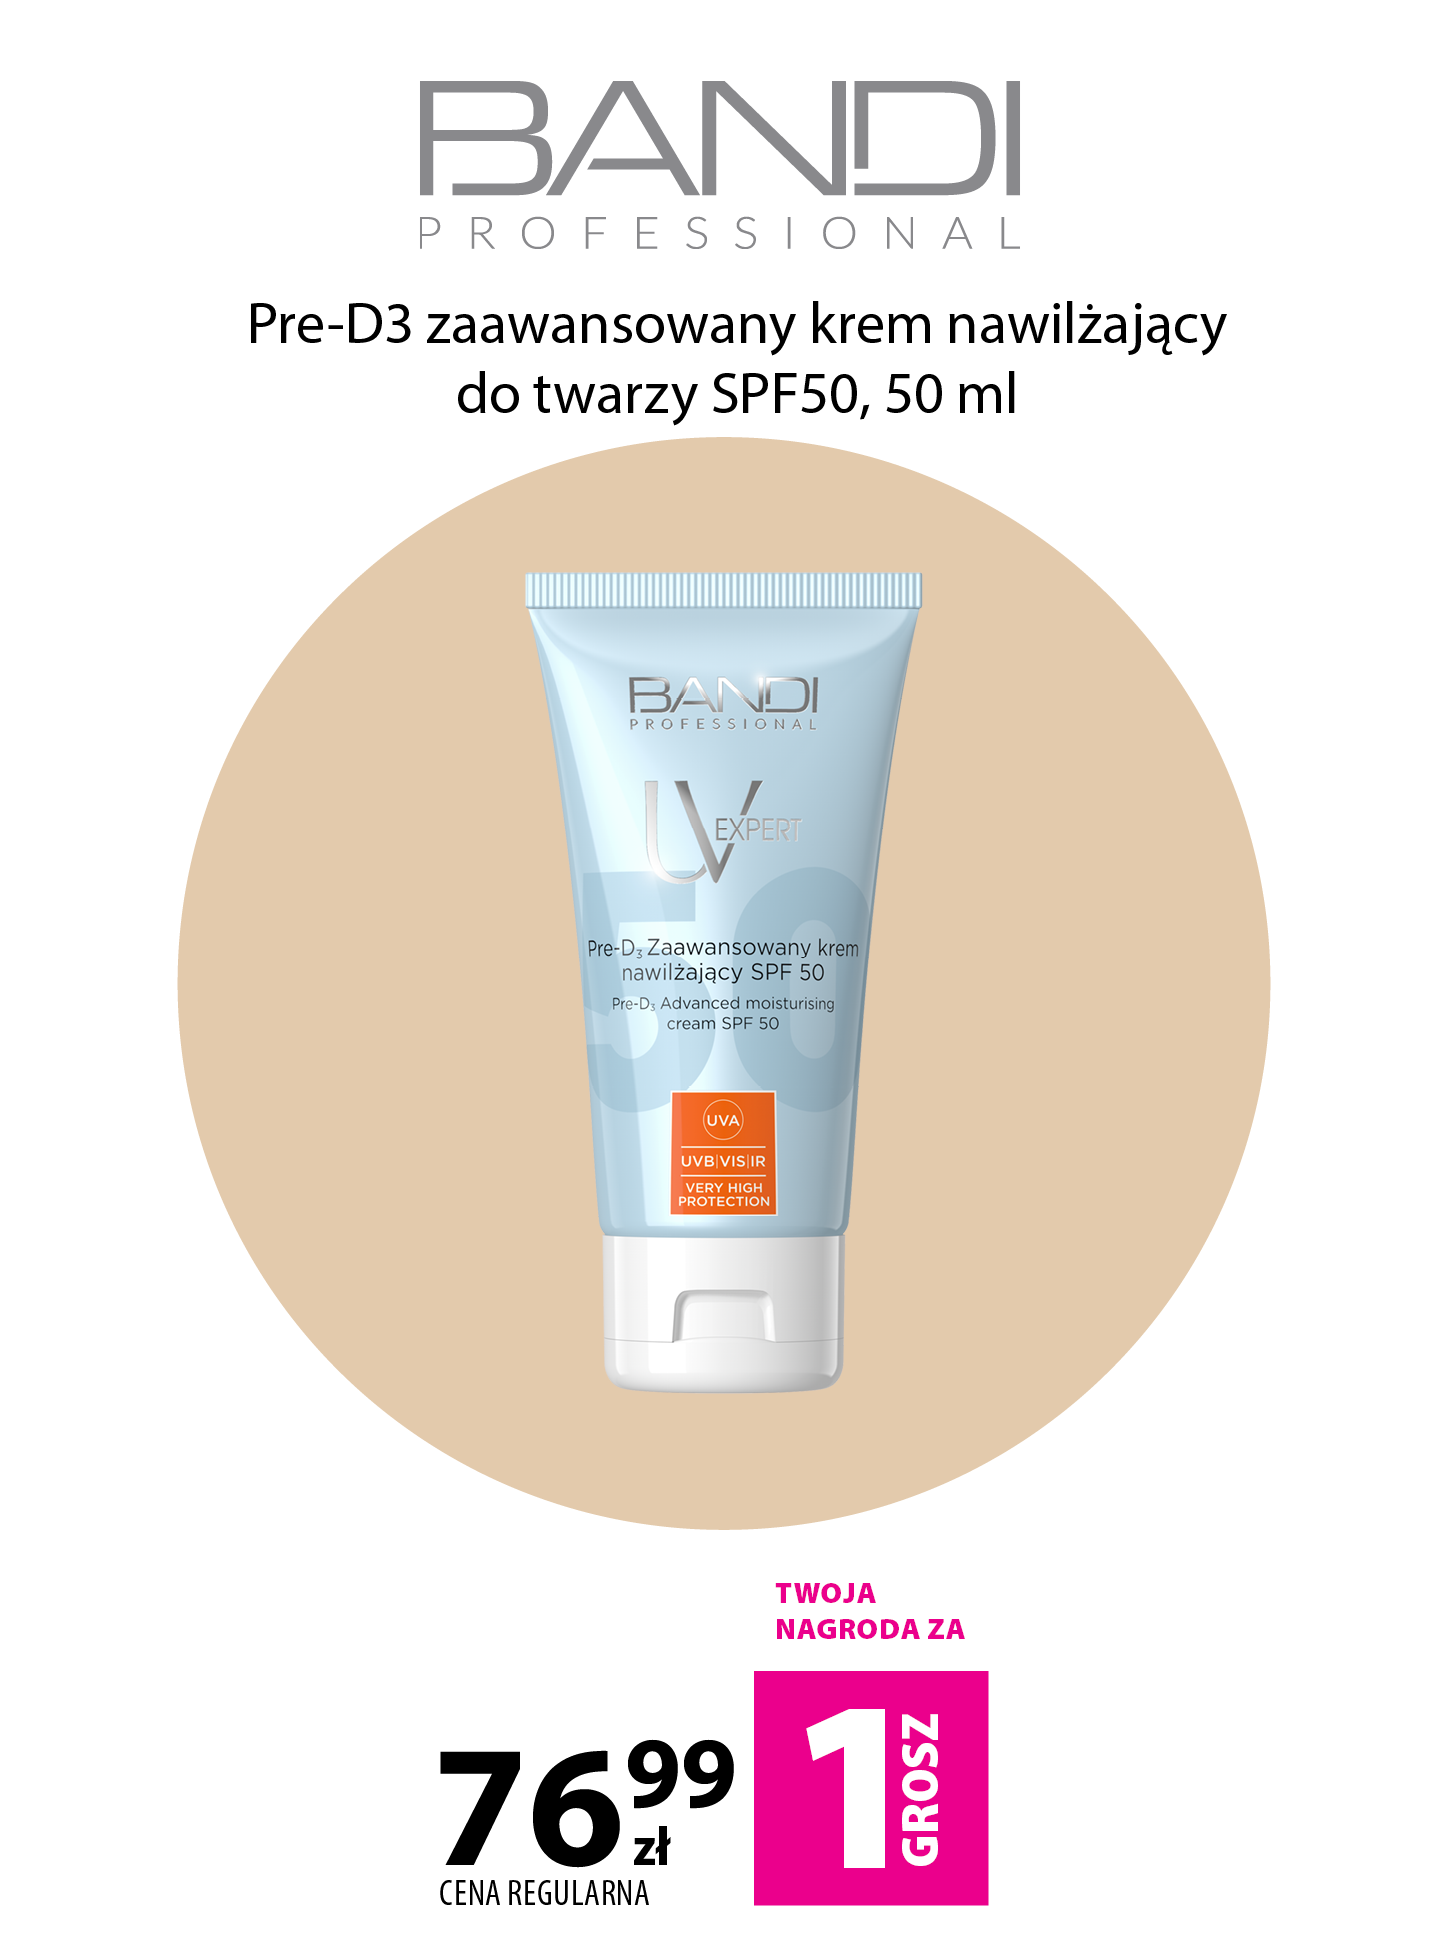 BANDI
PROFESSIONAL
Pre-D3 zaawansowany krem nawilżający
do twarzy SPF50, 50 ml
BANDI
PROFESSIONAL
UV EXPERT
50
Pre-D₃ Zaawansowany krem
nawilżający SPF 50
Pre-D₃ Advanced moisturising
cream SPF 50
UVA
UVB|VIS|IR
VERY HIGH
PROTECTION
TWOJA
NAGRODA ZA
76 99 zł
CENA REGULARNA
1 GROSZ